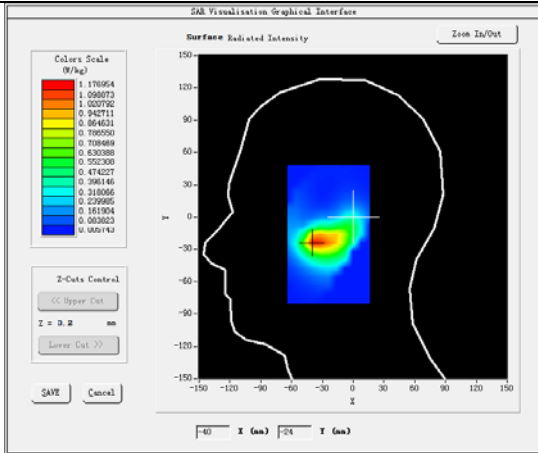 SAR Visualisation Graphical Interface
Surface Radiated Intensity
Zoom In/Out
Colors Scale
(W/kg)
1.176954
1.098873
1.020792
0.942711
0.864631
0.786550
0.708469
0.630388
0.552308
0.474227
0.396146
0.318066
0.239985
0.161904
0.083823
0.005743
150
120
90
60
30
0
-30
-60
-90
-120
-150
Y
-150 -120 -90 -60 -30 0 30 60 90 120 150
X
Z-Cuts Control
<< Upper Cut
Z = 3.2 mm
Lower Cut >>
SAVE Cancel
-40 X (mm) -24 Y (mm)